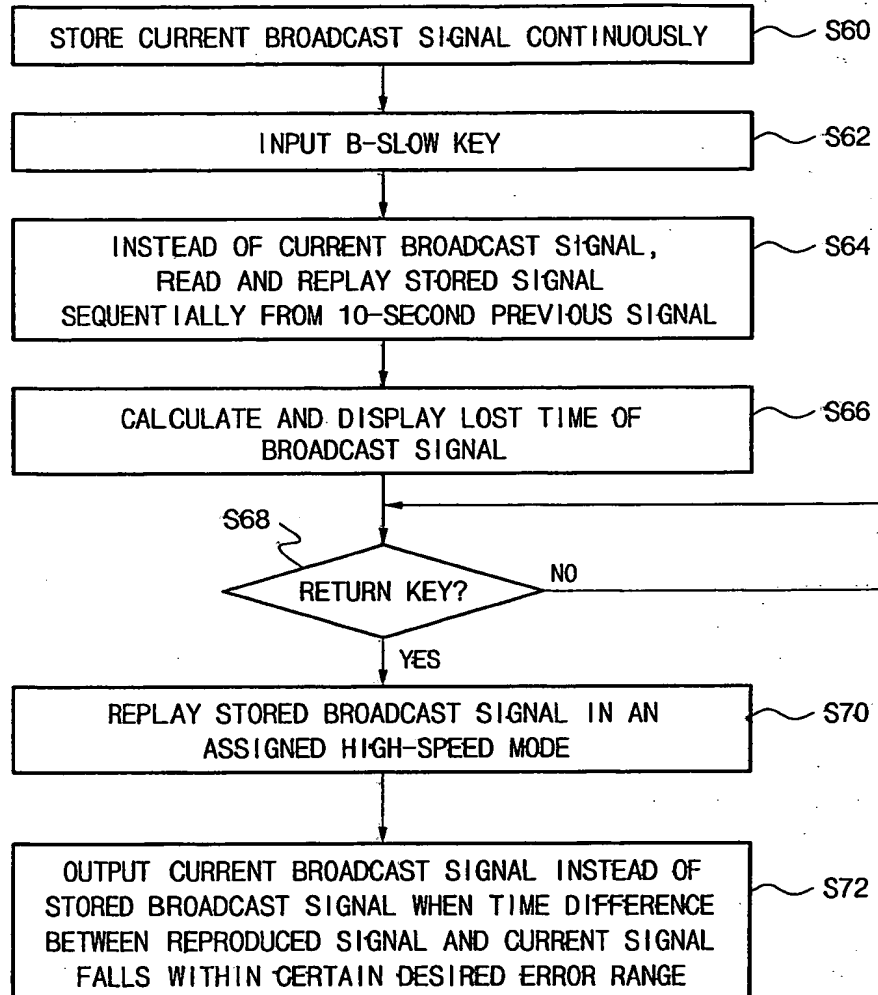 STORE CURRENT BROADCAST SIGNAL CONTINUOUSLY
S60
INPUT B-SLOW KEY
S62
INSTEAD OF CURRENT BROADCAST SIGNAL,
READ AND REPLAY STORED SIGNAL
SEQUENTIALLY FROM 10-SECOND PREVIOUS SIGNAL
S64
CALCULATE AND DISPLAY LOST TIME OF
BROADCAST SIGNAL
S66
S68
RETURN KEY?
NO
YES
REPLAY STORED BROADCAST SIGNAL IN AN
ASSIGNED HIGH-SPEED MODE
S70
OUTPUT CURRENT BROADCAST SIGNAL INSTEAD OF
STORED BROADCAST SIGNAL WHEN TIME DIFFERENCE
BETWEEN REPRODUCED SIGNAL AND CURRENT SIGNAL
FALLS WITHIN CERTAIN DESIRED ERROR RANGE
S72